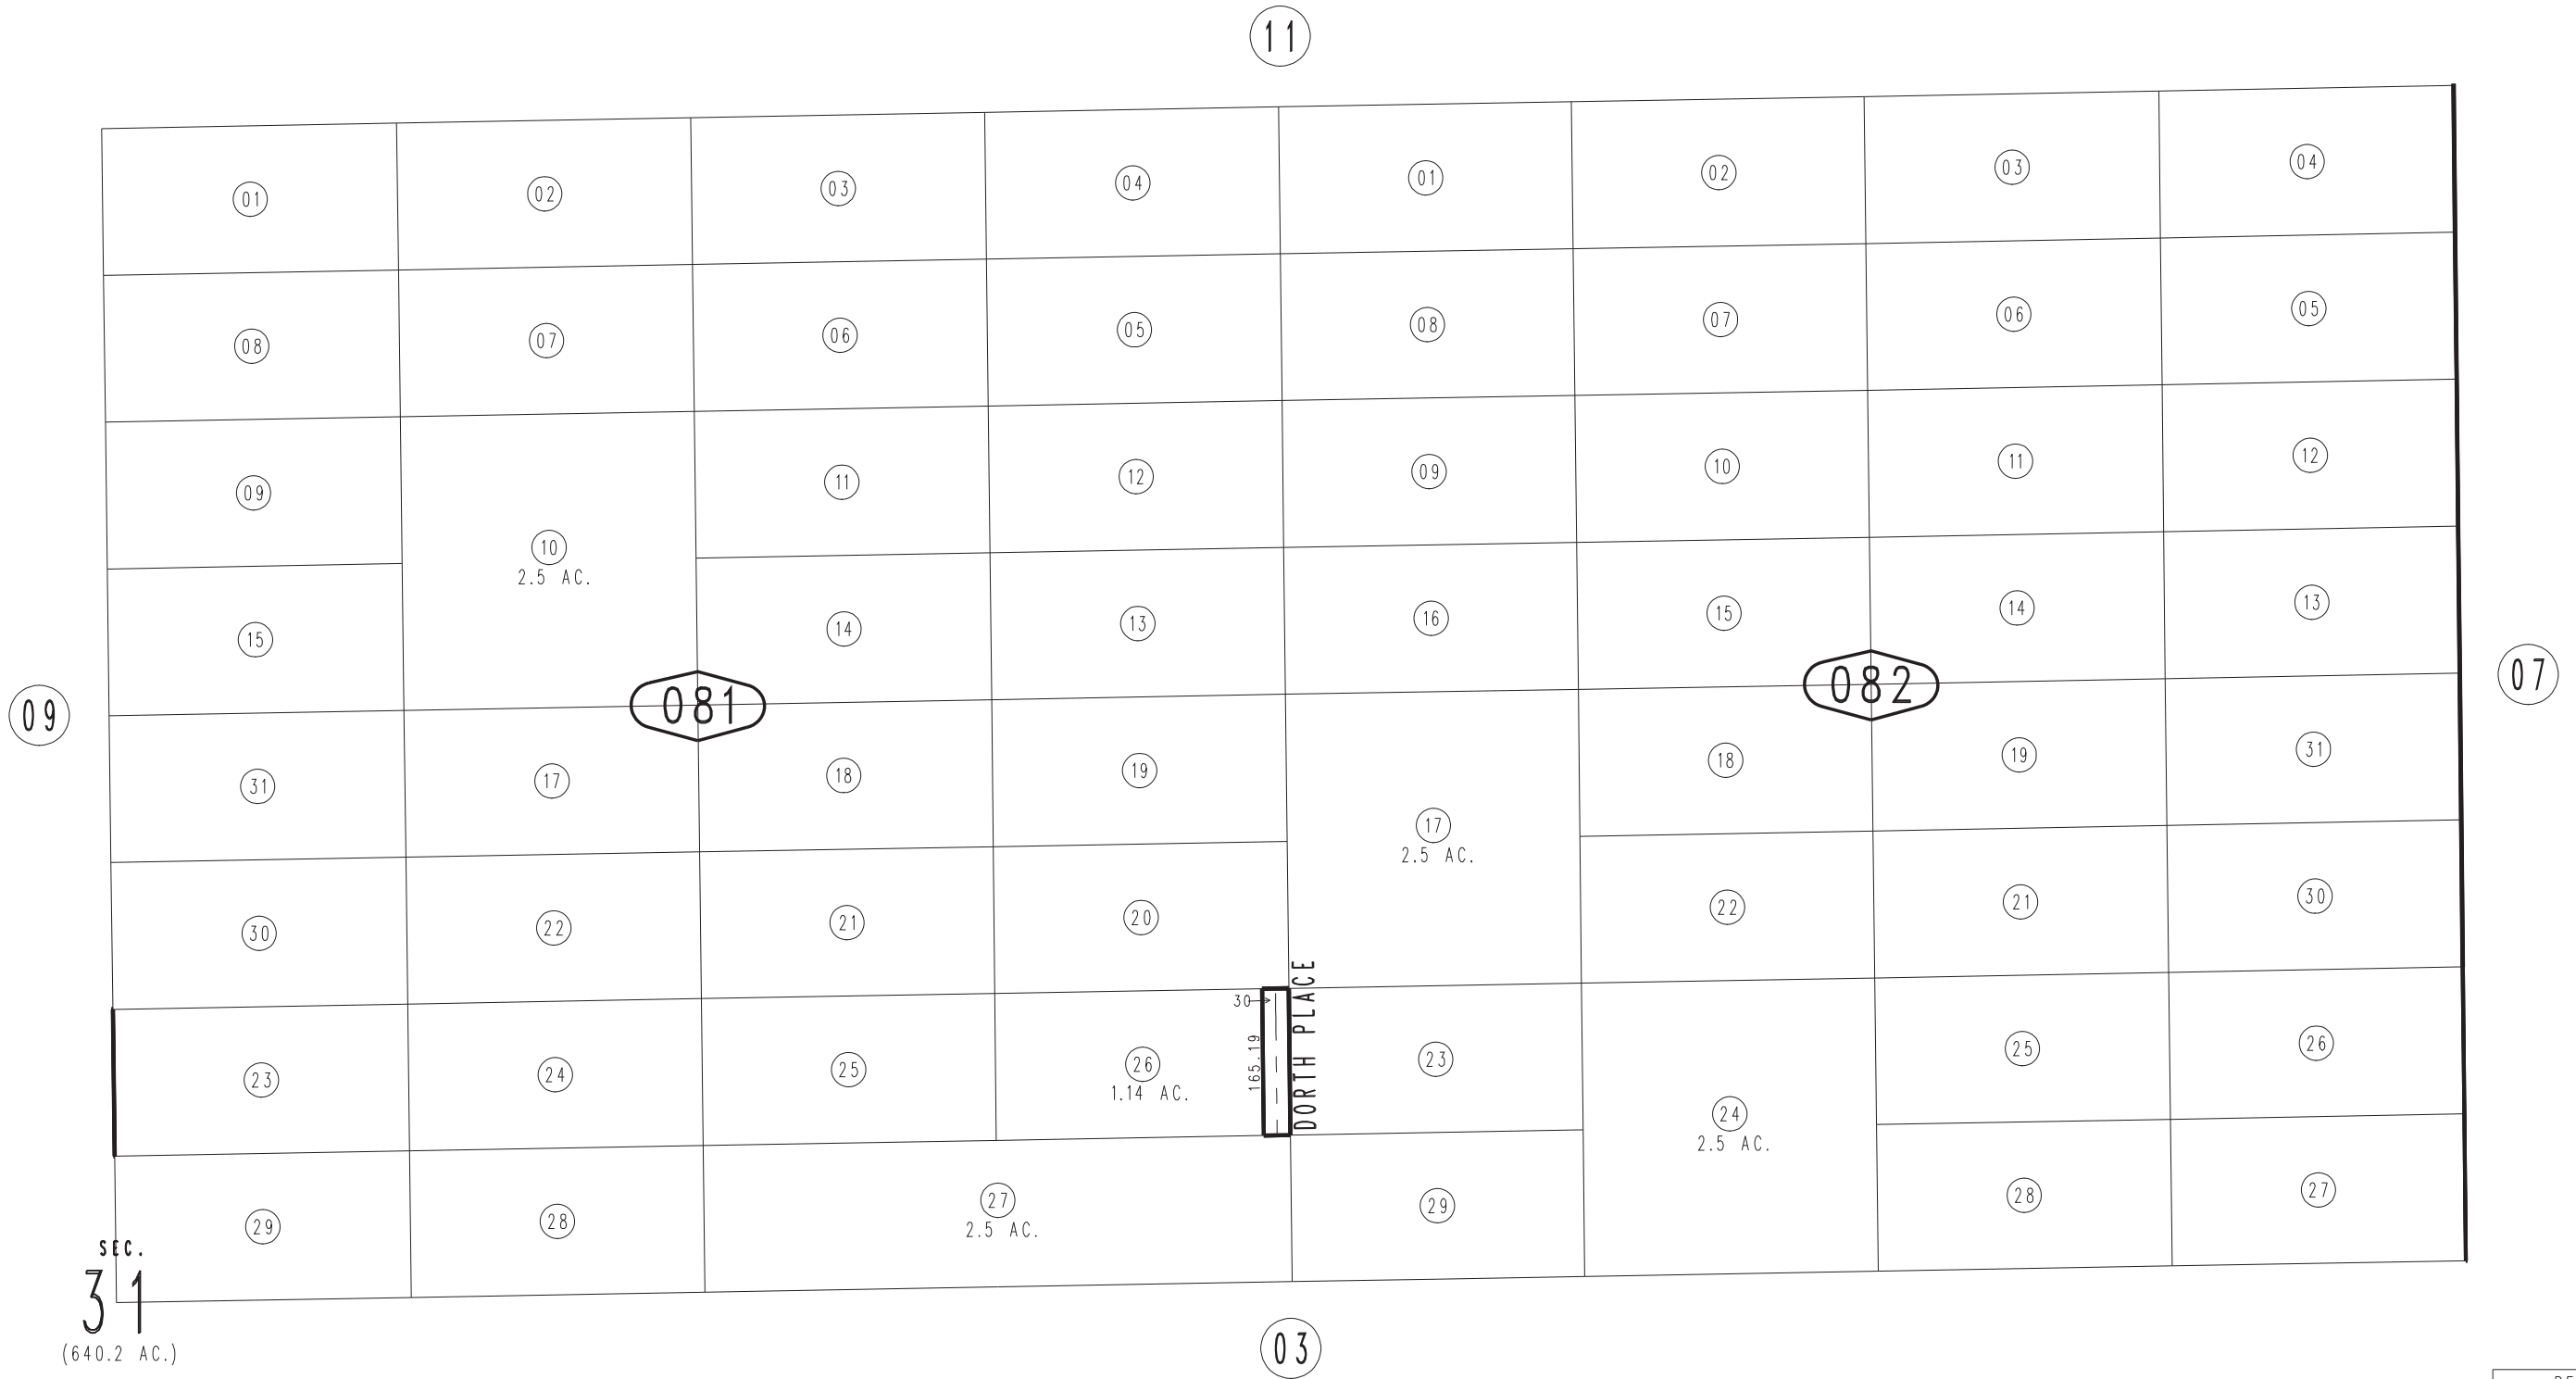 11
01 02 03 04 01 02 03 04
08 07 06 05 08 07 06 05
09 10 11 12 09 10 11 12
2.5 AC.
15 14 13 16 15 14 13
09 081 082 07
31 17 18 19 17 18 19 31
2.5 AC.
30 22 21 20 22 21 30
30
165.19
DORTH PLACE
23 24 25 26 23 24 25 26
1.14 AC.
2.5 AC.
29 28 27 29 28 27
2.5 AC.
SEC.
31
(640.2 AC.)
03